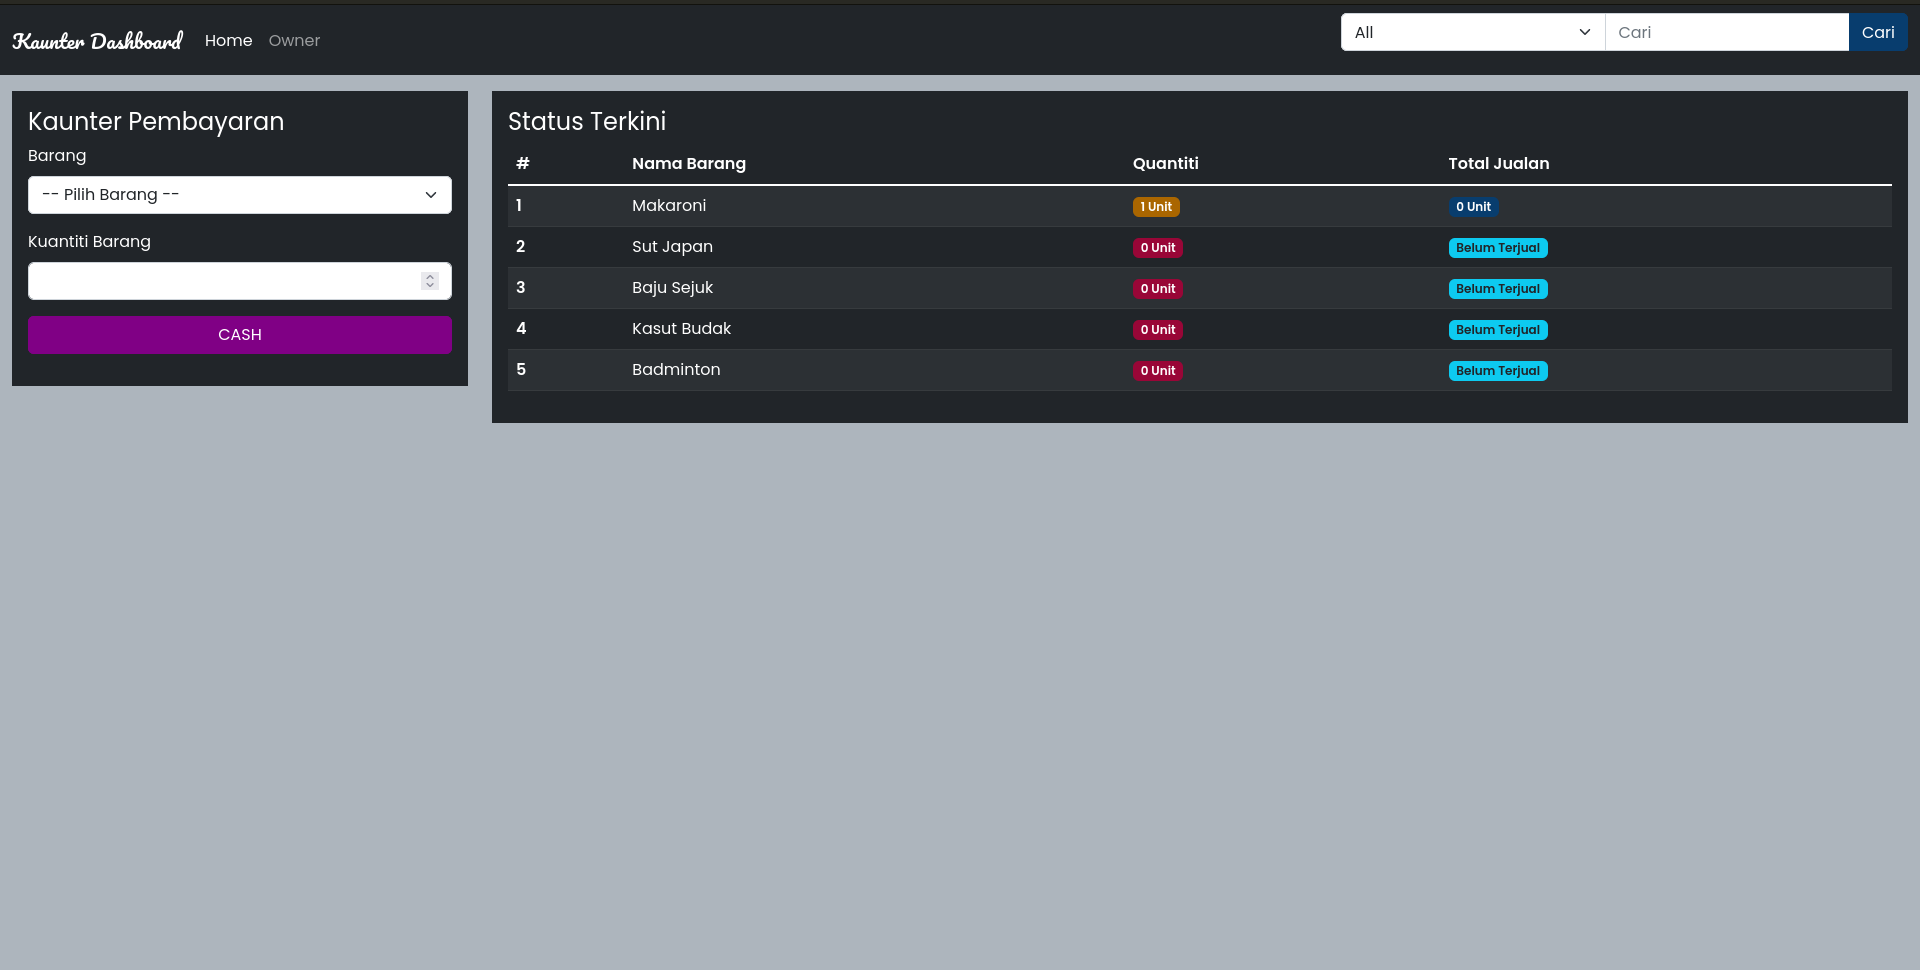 Kaunter Dashboard Home Owner All Cari Cari
Kaunter Pembayaran
Barang
-- Pilih Barang --
Kuantiti Barang
CASH
Status Terkini
# Nama Barang Quantiti Total Jualan
1 Makaroni 1 Unit 0 Unit
2 Sut Japan 0 Unit Belum Terjual
3 Baju Sejuk 0 Unit Belum Terjual
4 Kasut Budak 0 Unit Belum Terjual
5 Badminton 0 Unit Belum Terjual